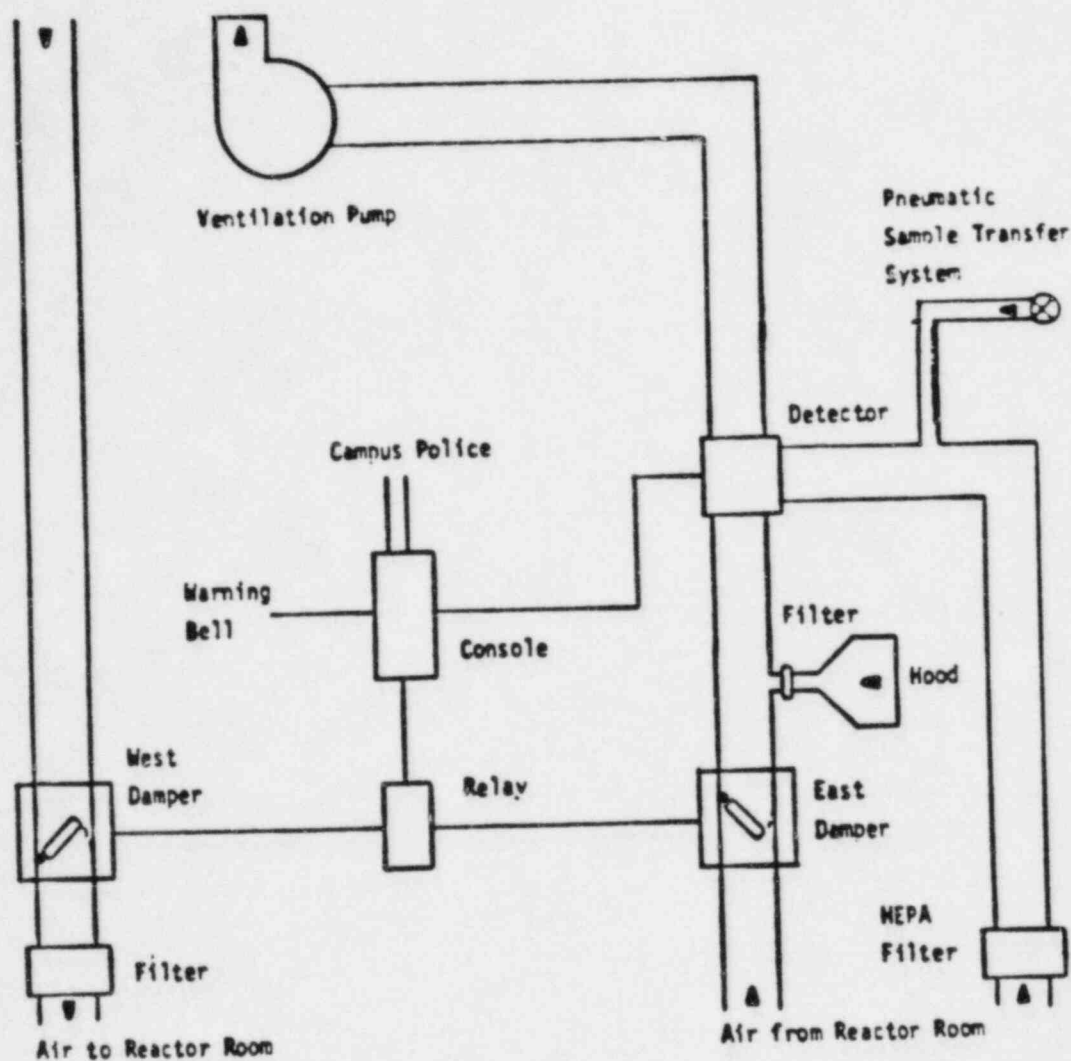 Ventilation Pump
Pneumatic
Sample Transfer
System
Detector
Campus Police
Warning
Bell
Console
Filter
Hood
West
Damper
Relay
East
Damper
HEPA
Filter
Filter
Air to Reactor Room
Air from Reactor Room